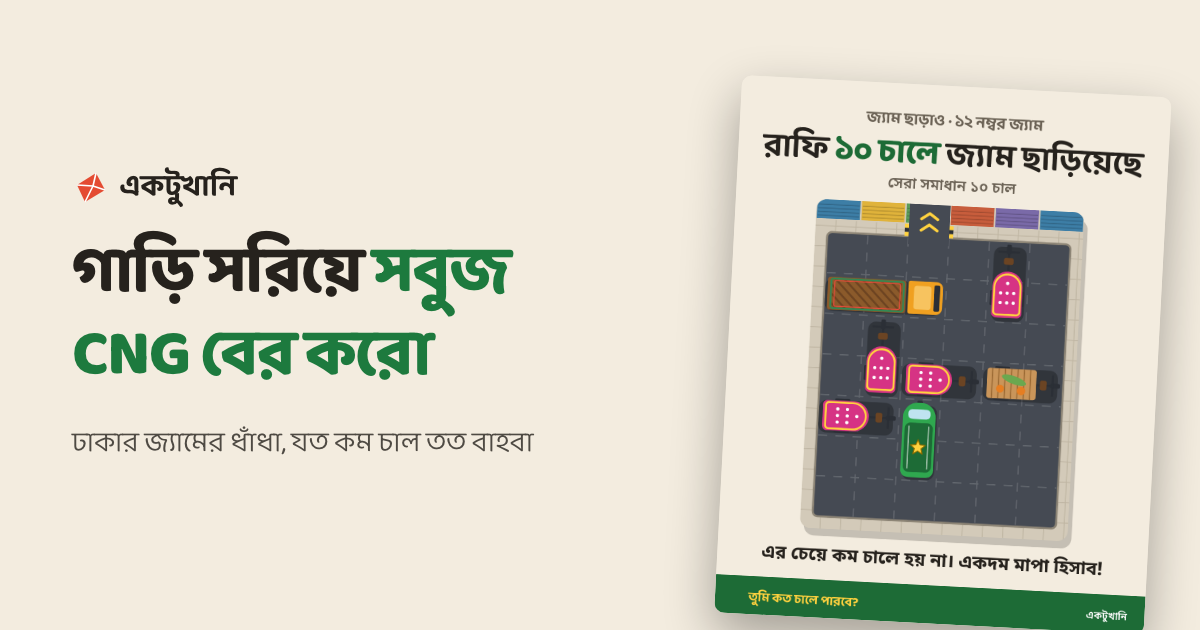 একটুখানি
গাড়ি সরিয়ে সবুজ
CNG বের করো
ঢাকার জ্যামের ধাঁধা, যত কম চাল তত বাহবা
জ্যাম ছাড়াও · ১২ নম্বর জ্যাম
রাফি ১০ চালে জ্যাম ছাড়িয়েছে
সেরা সমাধান ১০ চাল
এর চেয়ে কম চালে হয় না। একদম মাপা হিসাব!
তুমি কত চালে পারবে?
একটুখানি